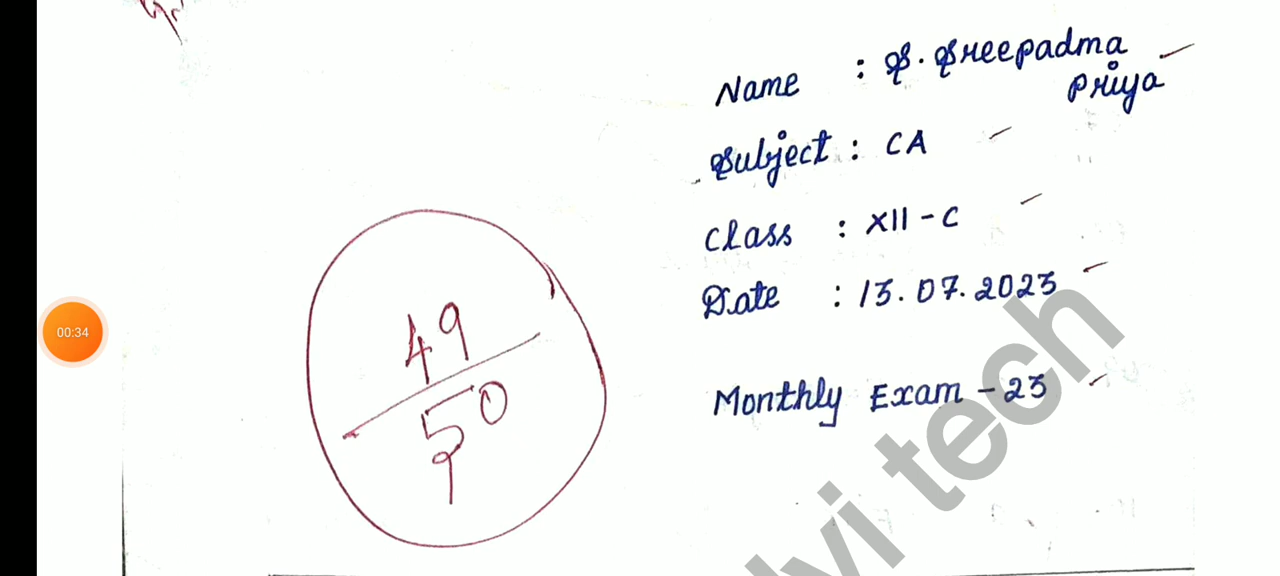 Name : S. Sreepadma
Priya
Subject : CA
Class : XII - C
Date : 13.07.2023
Monthly Exam - 23
49
50
00:34
vi tech